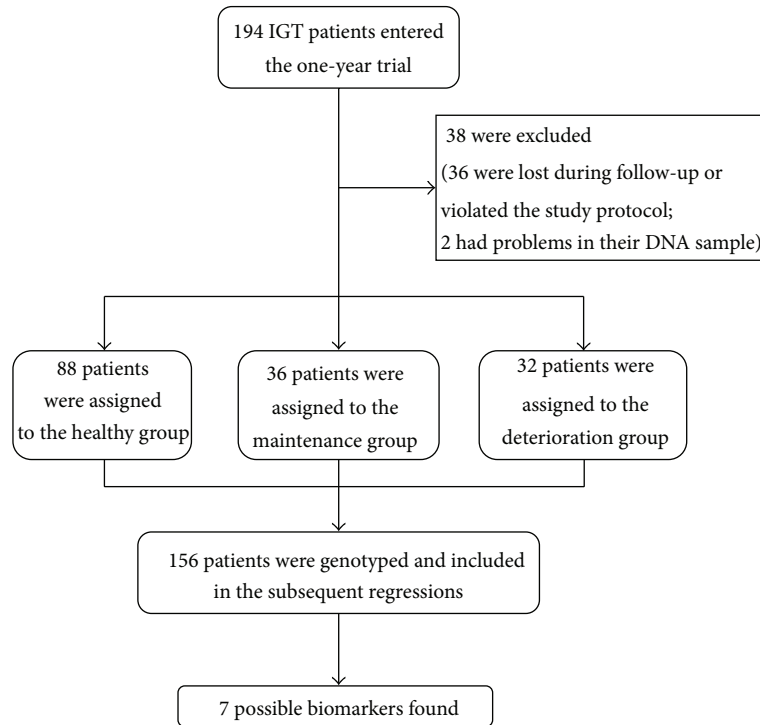 194 IGT patients entered
the one-year trial
38 were excluded
(36 were lost during follow-up or
violated the study protocol;
2 had problems in their DNA sample)
88 patients
were assigned
to the healthy group
36 patients were
assigned to the
maintenance group
32 patients were
assigned to the
deterioration group
156 patients were genotyped and included
in the subsequent regressions
7 possible biomarkers found